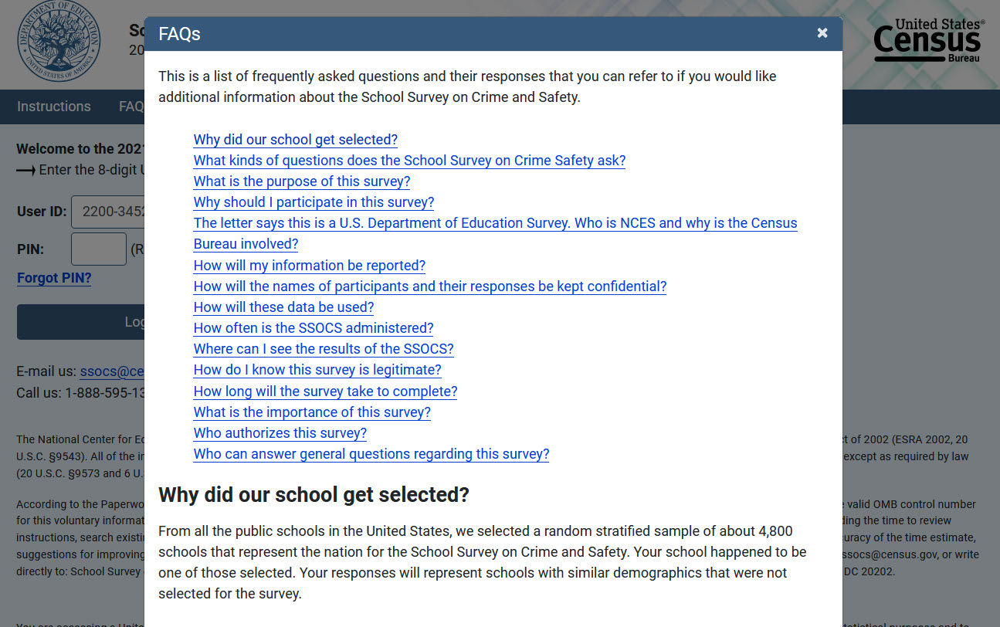 DEPARTMENT OF EDUCATION
UNITED STATES OF AMERICA
20
United States®
Census
Bureau
FAQs
×
Instructions FAQ
Welcome to the 202
Enter the 8-digit
User ID: 2200-3452
PIN: (R
Forgot PIN?
Log
E-mail us: ssocs@ce
Call us: 1-888-595-13
This is a list of frequently asked questions and their responses that you can refer to if you would like
additional information about the School Survey on Crime and Safety.
Why did our school get selected?
What kinds of questions does the School Survey on Crime Safety ask?
What is the purpose of this survey?
Why should I participate in this survey?
The letter says this is a U.S. Department of Education Survey. Who is NCES and why is the Census
Bureau involved?
How will my information be reported?
How will the names of participants and their responses be kept confidential?
How will these data be used?
How often is the SSOCS administered?
Where can I see the results of the SSOCS?
How do I know this survey is legitimate?
How long will the survey take to complete?
What is the importance of this survey?
Who authorizes this survey?
Who can answer general questions regarding this survey?
Why did our school get selected?
From all the public schools in the United States, we selected a random stratified sample of about 4,800
schools that represent the nation for the School Survey on Crime and Safety. Your school happened to be
one of those selected. Your responses will represent schools with similar demographics that were not
selected for the survey.
The National Center for Ed ct of 2002 (ESRA 2002, 20
U.S.C. §9543). All of the in except as required by law
(20 U.S.C. §9573 and 6 U.
According to the Paperwo valid OMB control number
for this voluntary informat ding the time to review
instructions, search existi curacy of the time estimate,
suggestions for improving ssocs@census.gov, or write
directly to: School Survey DC 20202.